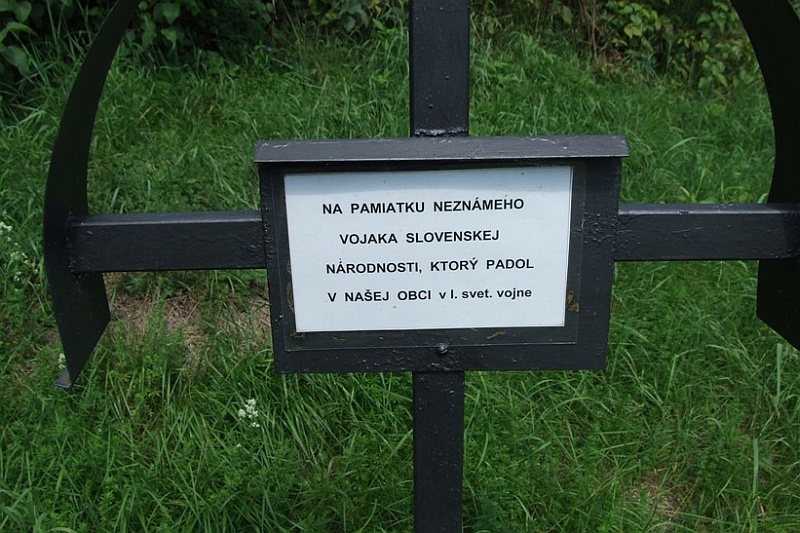 NA PAMIATKU NEZNÁMEHO
VOJAKA SLOVENSKEJ
NÁRODNOSTI, KTORÝ PADOL
V NAŠEJ OBCI v I. svet. vojne